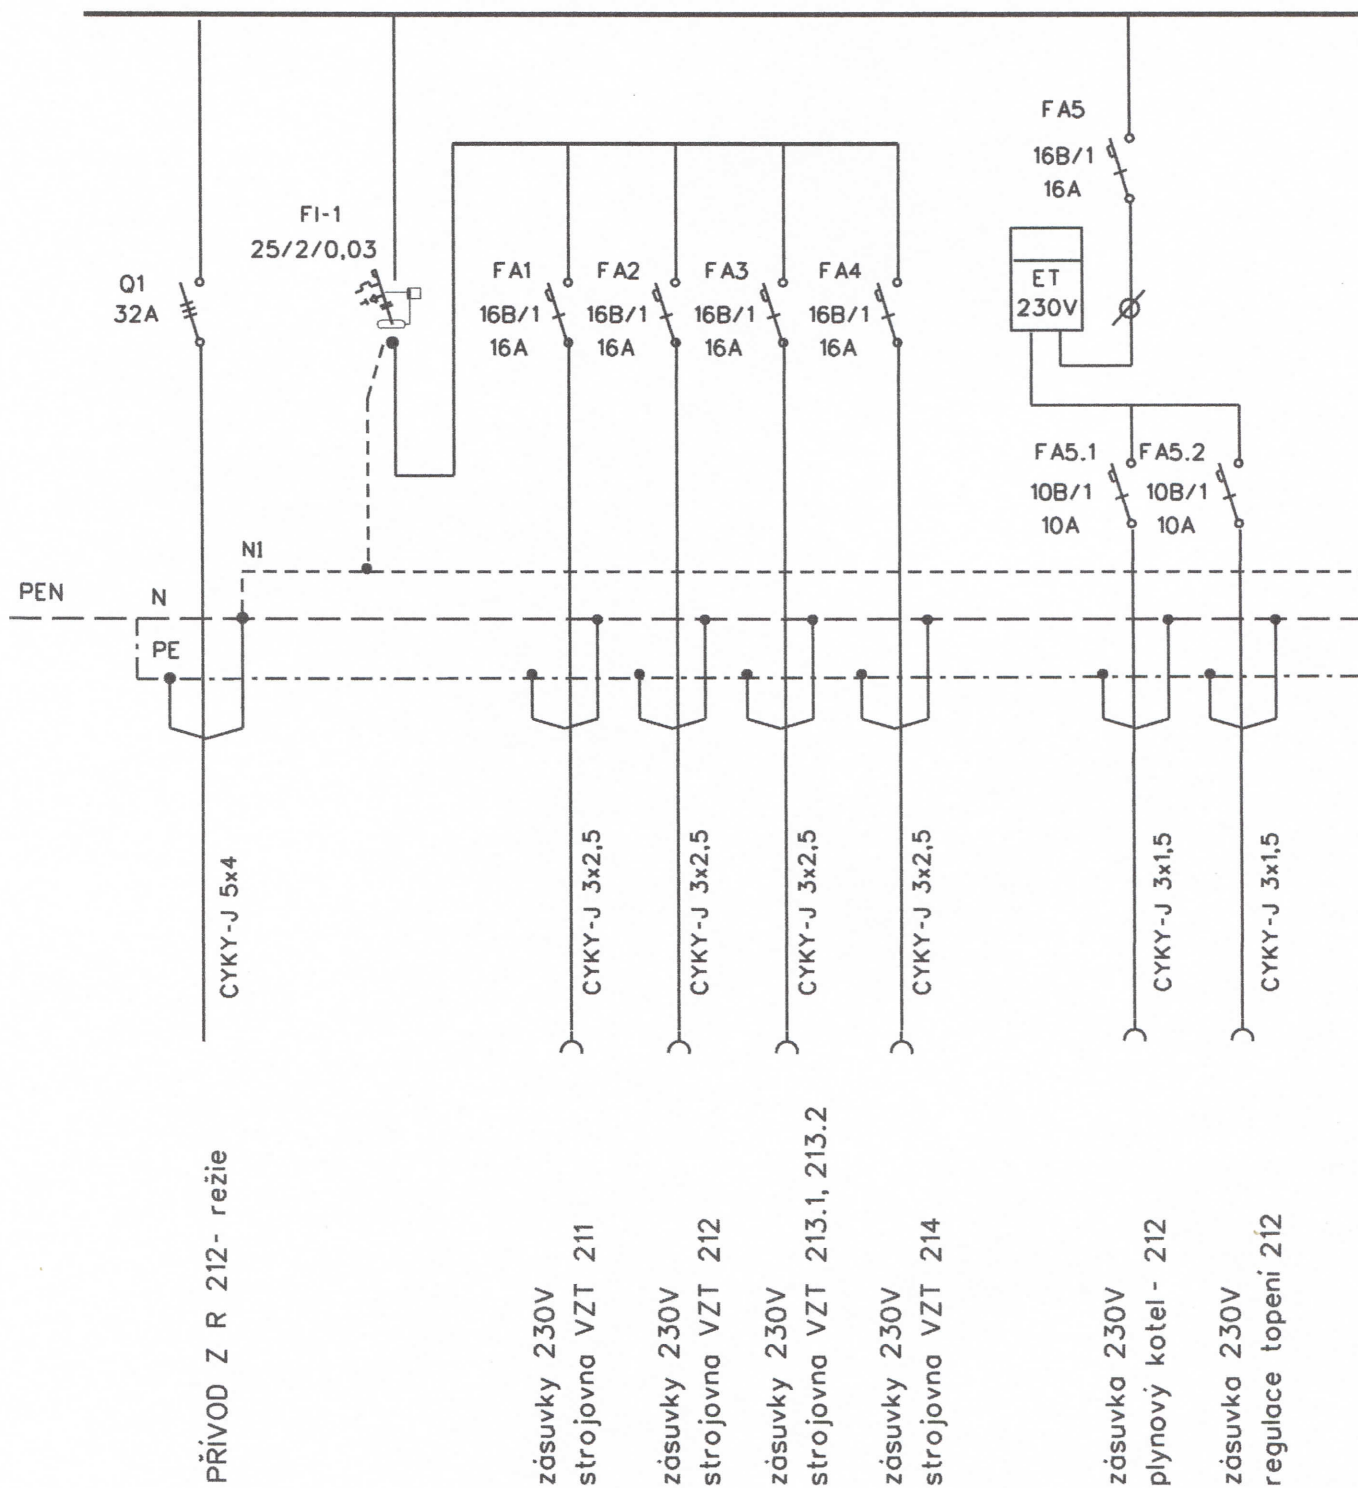 FA5
16B/1
16A
FI-1
25/2/0,03
Q1
32A
FA1
16B/1
16A
FA2
16B/1
16A
FA3
16B/1
16A
FA4
16B/1
16A
ET
230V
FA5.1
10B/1
10A
FA5.2
10B/1
10A
N1
PEN
N
PE
CYKY-J 5x4
CYKY-J 3x2,5
CYKY-J 3x2,5
CYKY-J 3x2,5
CYKY-J 3x2,5
CYKY-J 3x1,5
CYKY-J 3x1,5
PŘÍVOD Z R 212- režie
zásuvky 230V
strojovna VZT 211
zásuvky 230V
strojovna VZT 212
zásuvky 230V
strojovna VZT 213.1, 213.2
zásuvky 230V
strojovna VZT 214
zásuvka 230V
plynový kotel - 212
zásuvka 230V
regulace topení 212